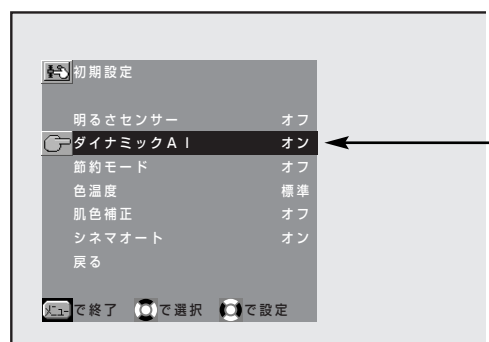 初期設定
明るさセンサー オフ
ダイナミックAI オン
節約モード オフ
色温度 標準
肌色補正 オフ
シネマオート オン
戻る
メニューで終了 で選択 で設定